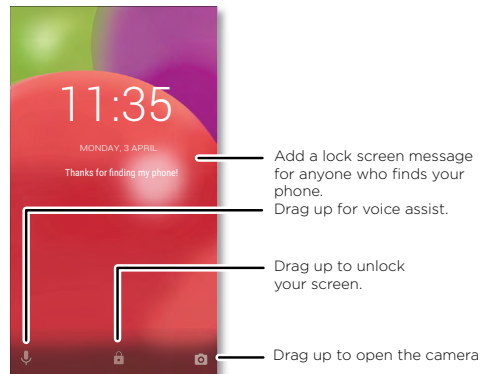 11:35
MONDAY, 3 APRIL
Thanks for finding my phone!
Add a lock screen message
for anyone who finds your
phone.
Drag up for voice assist.
Drag up to unlock
your screen.
Drag up to open the camera